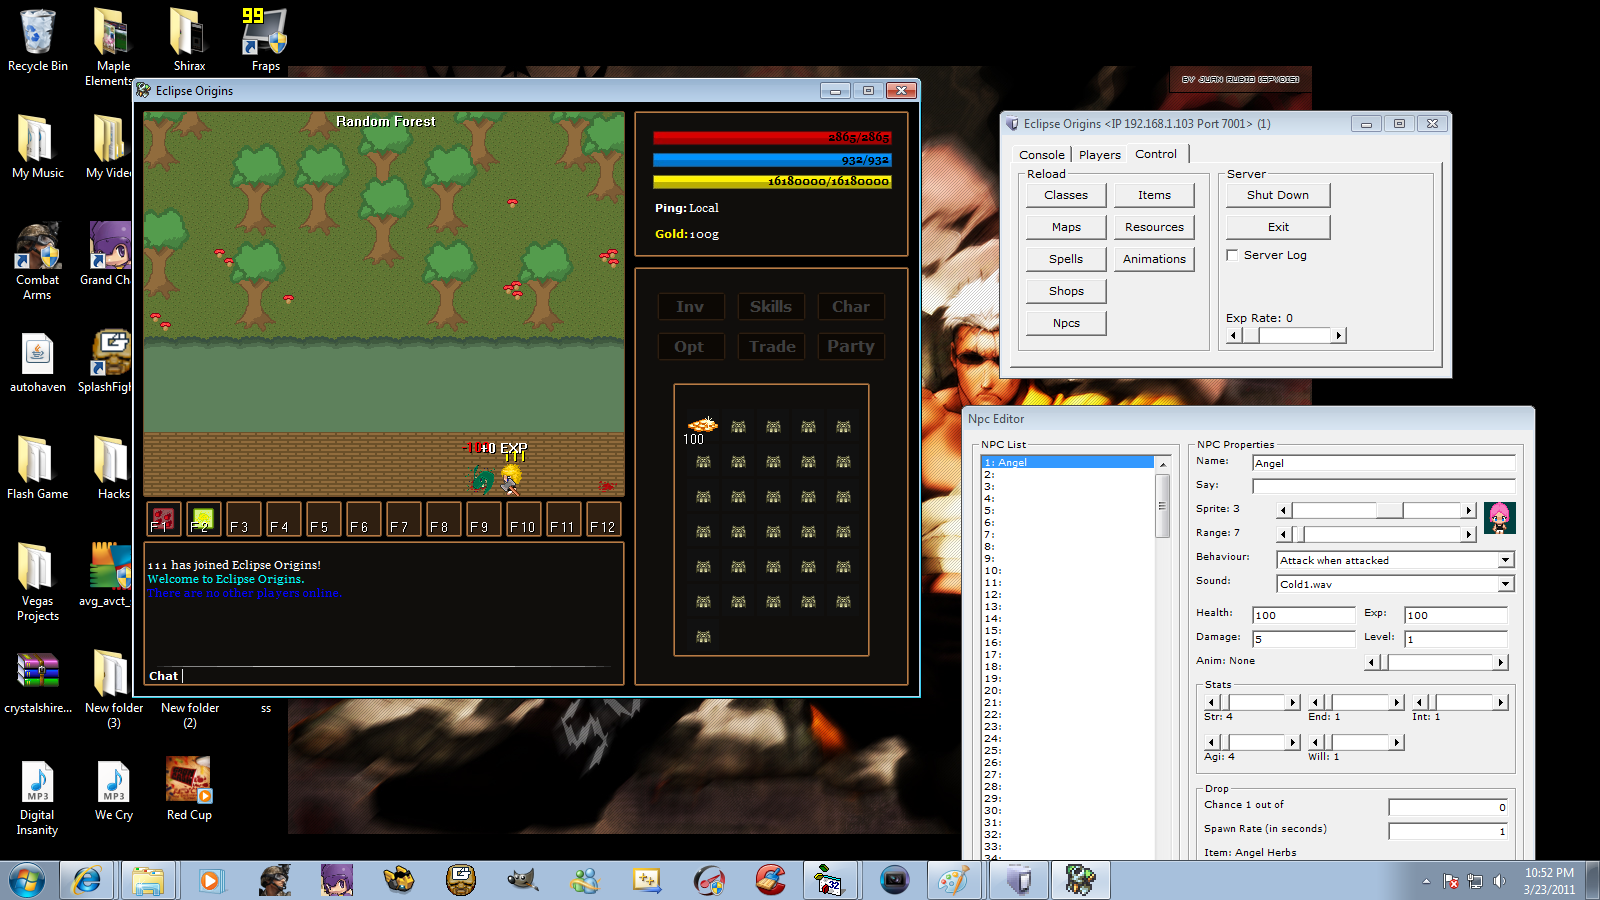 Recycle Bin
Maple Elements
Shirax
99
Fraps
My Music
My Vide
Combat Arms
Grand Ch
autohaven
SplashFigh
Flash Game
Hacks
Vegas Projects
avg_avct_
crystalshire...
New folder (3)
New folder (2)
ss
MP3
Digital Insanity
MP3
We Cry
Red Cup
BY JUAN RUBIO (SPYDIS)
Eclipse Origins
Random Forest
2865/2865
932/932
16180000/16180000
Ping: Local
Gold: 100g
Inv Skills Char
Opt Trade Party
100
+0 EXP
111
F1 F2 F3 F4 F5 F6 F7 F8 F9 F10 F11 F12
111 has joined Eclipse Origins!
Welcome to Eclipse Origins.
There are no other players online.
Chat
Eclipse Origins <IP 192.168.1.103 Port 7001> (1)
Console Players Control
Reload
Classes Items
Maps Resources
Spells Animations
Shops
Npcs
Server
Shut Down
Exit
Server Log
Exp Rate: 0
Npc Editor
NPC List
1: Angel
2:
3:
4:
5:
6:
7:
8:
9:
10:
11:
12:
13:
14:
15:
16:
17:
18:
19:
20:
21:
22:
23:
24:
25:
26:
27:
28:
29:
30:
31:
32:
33:
34:
NPC Properties
Name: Angel
Say:
Sprite: 3
Range: 7
Behaviour: Attack when attacked
Sound: Cold1.wav
Health: 100 Exp: 100
Damage: 5 Level: 1
Anim: None
Stats
Str: 4 End: 1 Int: 1
Agi: 4 Will: 1
Drop
Chance 1 out of 0
Spawn Rate (in seconds) 1
Item: Angel Herbs
32
10:52 PM
3/23/2011